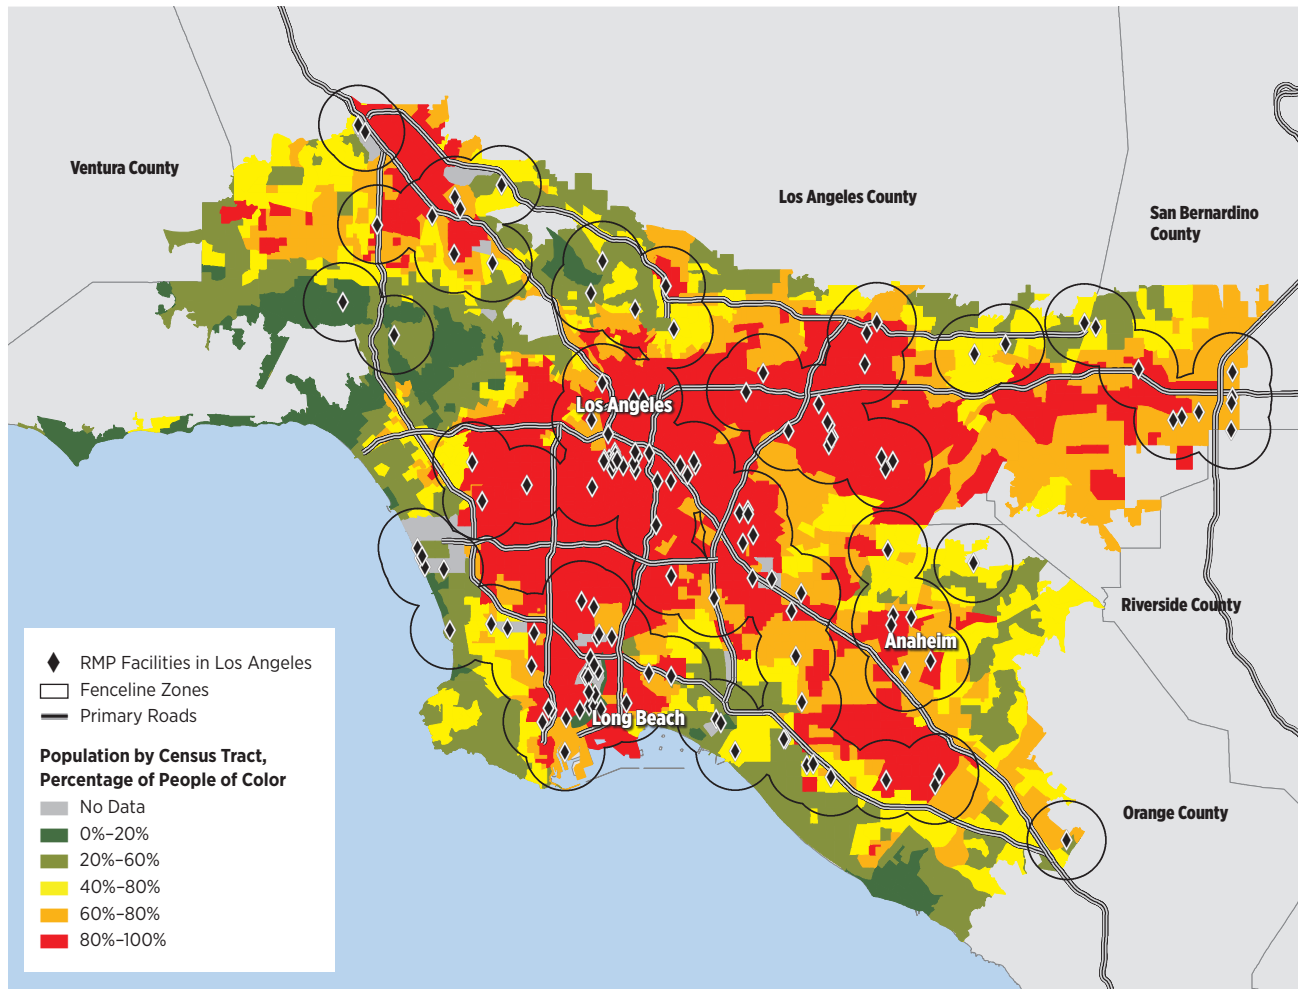 Ventura County
Los Angeles County
San Bernardino
County
Los Angeles
Riverside County
Anaheim
Long Beach
Orange County
RMP Facilities in Los Angeles
Fenceline Zones
Primary Roads
Population by Census Tract,
Percentage of People of Color
No Data
0%–20%
20%–60%
40%–80%
60%–80%
80%–100%